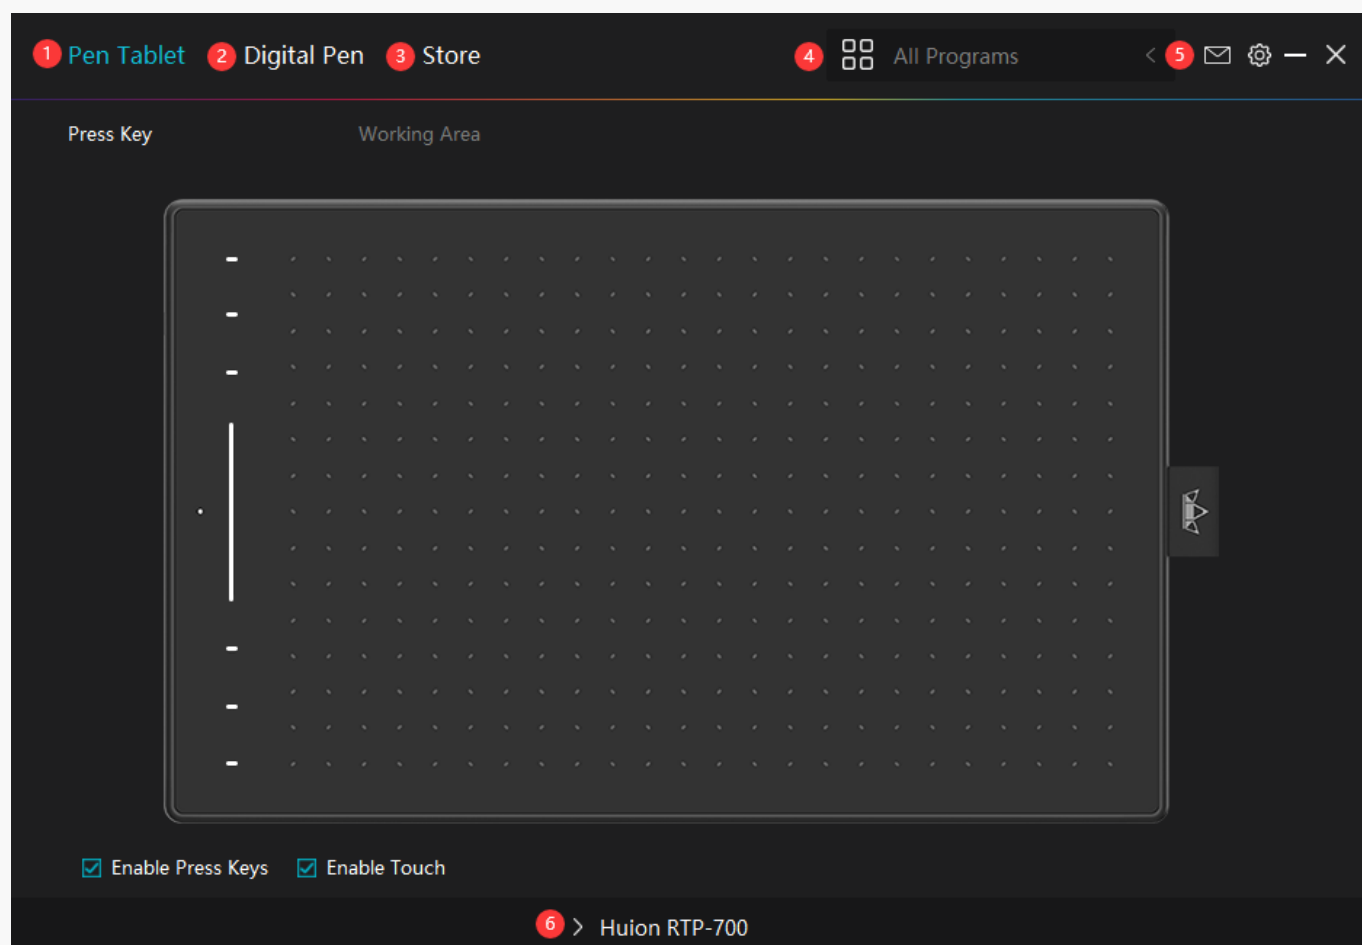 1 Pen Tablet 2 Digital Pen 3 Store 4 All Programs 5
Press Key Working Area
Enable Press Keys Enable Touch
6 Huion RTP-700